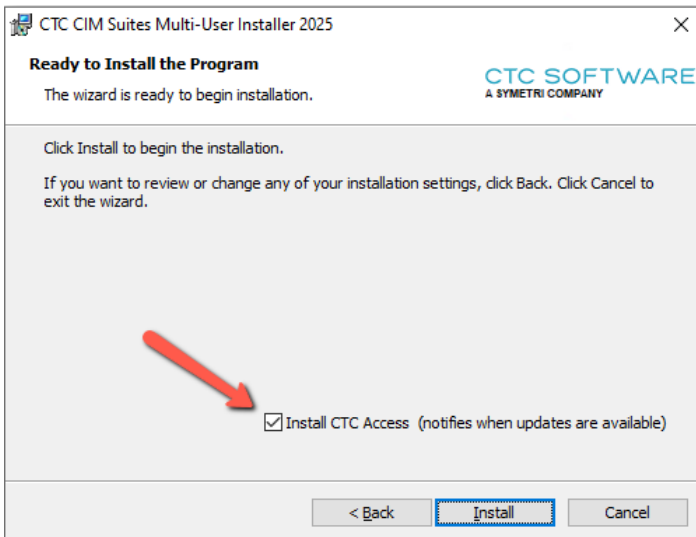 CTC CIM Suites Multi-User Installer 2025
Ready to Install the Program
The wizard is ready to begin installation.
CTC SOFTWARE
A SYMETRI COMPANY
Click Install to begin the installation.
If you want to review or change any of your installation settings, click Back. Click Cancel to
exit the wizard.
Install CTC Access (notifies when updates are available)
< Back Install Cancel